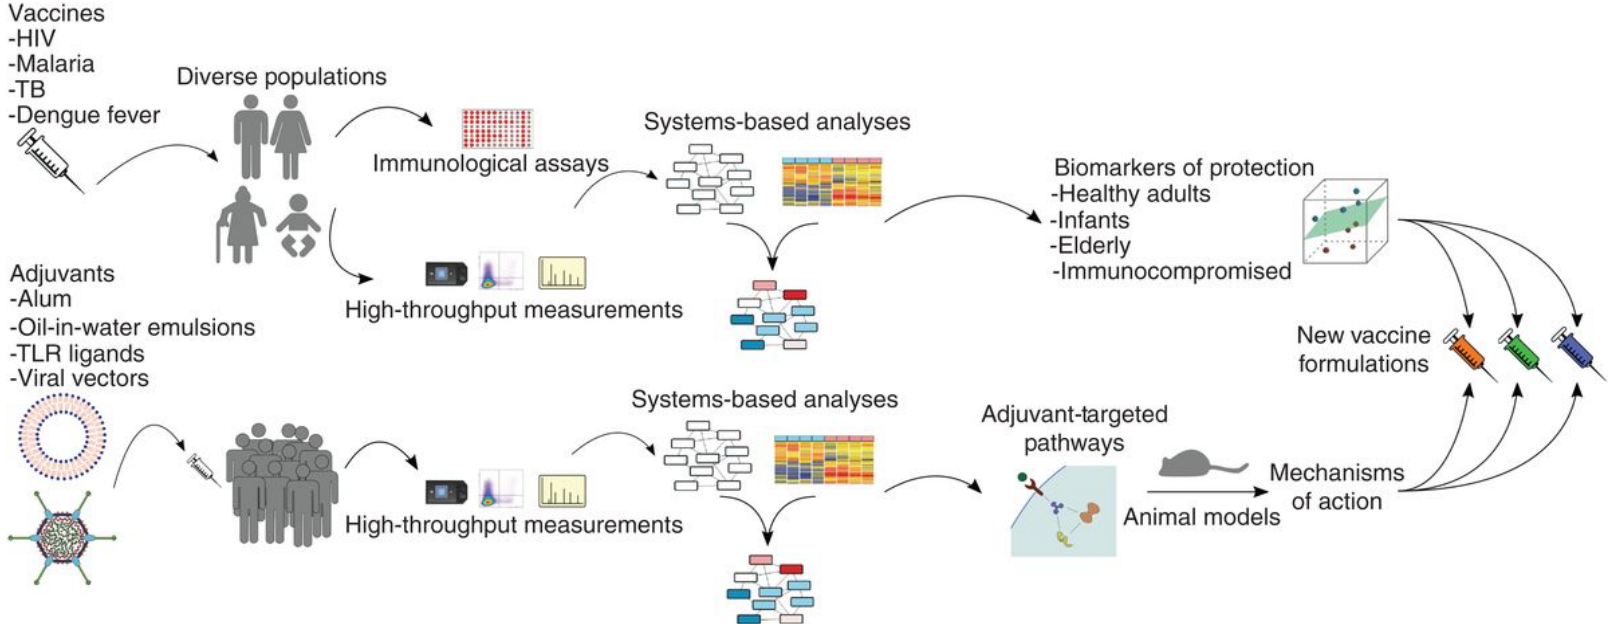 Vaccines
-HIV
-Malaria
-TB
-Dengue fever
Diverse populations
Immunological assays
High-throughput measurements
Systems-based analyses
Biomarkers of protection
-Healthy adults
-Infants
-Elderly
-Immunocompromised
New vaccine
formulations
Adjuvants
-Alum
-Oil-in-water emulsions
-TLR ligands
-Viral vectors
High-throughput measurements
Systems-based analyses
Adjuvant-targeted
pathways
Animal models
Mechanisms
of action